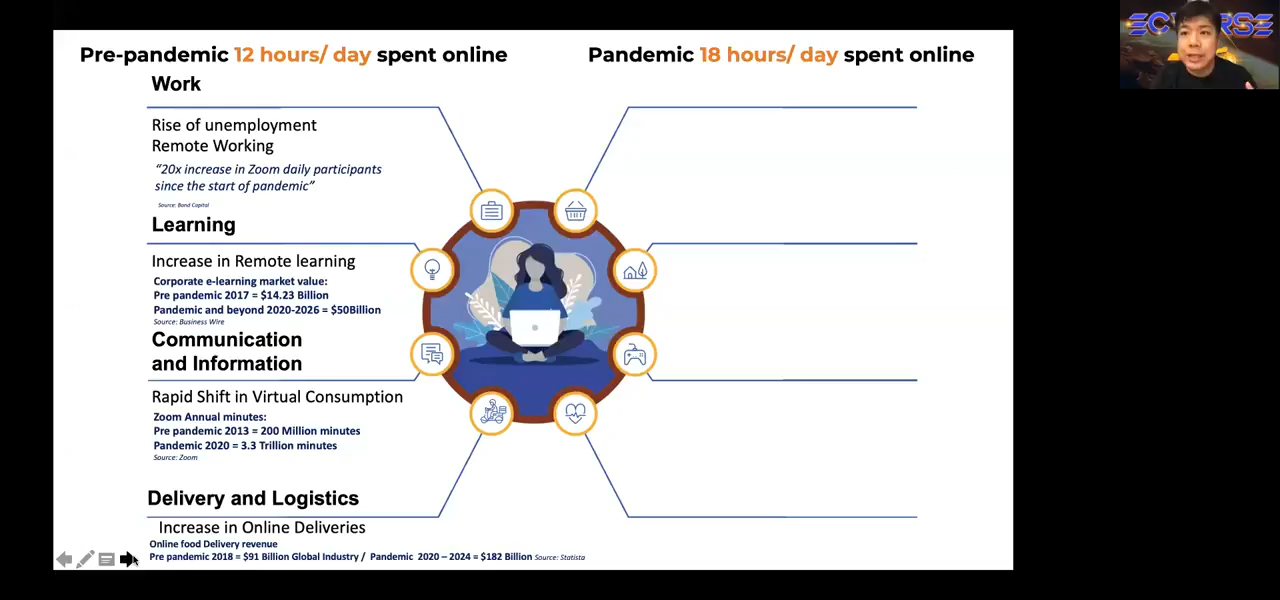 Pre-pandemic 12 hours/ day spent online
Pandemic 18 hours/ day spent online
Work
Rise of unemployment
Remote Working
“20x increase in Zoom daily participants
since the start of pandemic”
Source: Bond Capital
Learning
Increase in Remote learning
Corporate e-learning market value:
Pre pandemic 2017 = $14.23 Billion
Pandemic and beyond 2020-2026 = $50Billion
Source: Business Wire
Communication
and Information
Rapid Shift in Virtual Consumption
Zoom Annual minutes:
Pre pandemic 2013 = 200 Million minutes
Pandemic 2020 = 3.3 Trillion minutes
Source: Zoom
Delivery and Logistics
Increase in Online Deliveries
Online food Delivery revenue
Pre pandemic 2018 = $91 Billion Global Industry / Pandemic 2020 – 2024 = $182 Billion Source: Statista